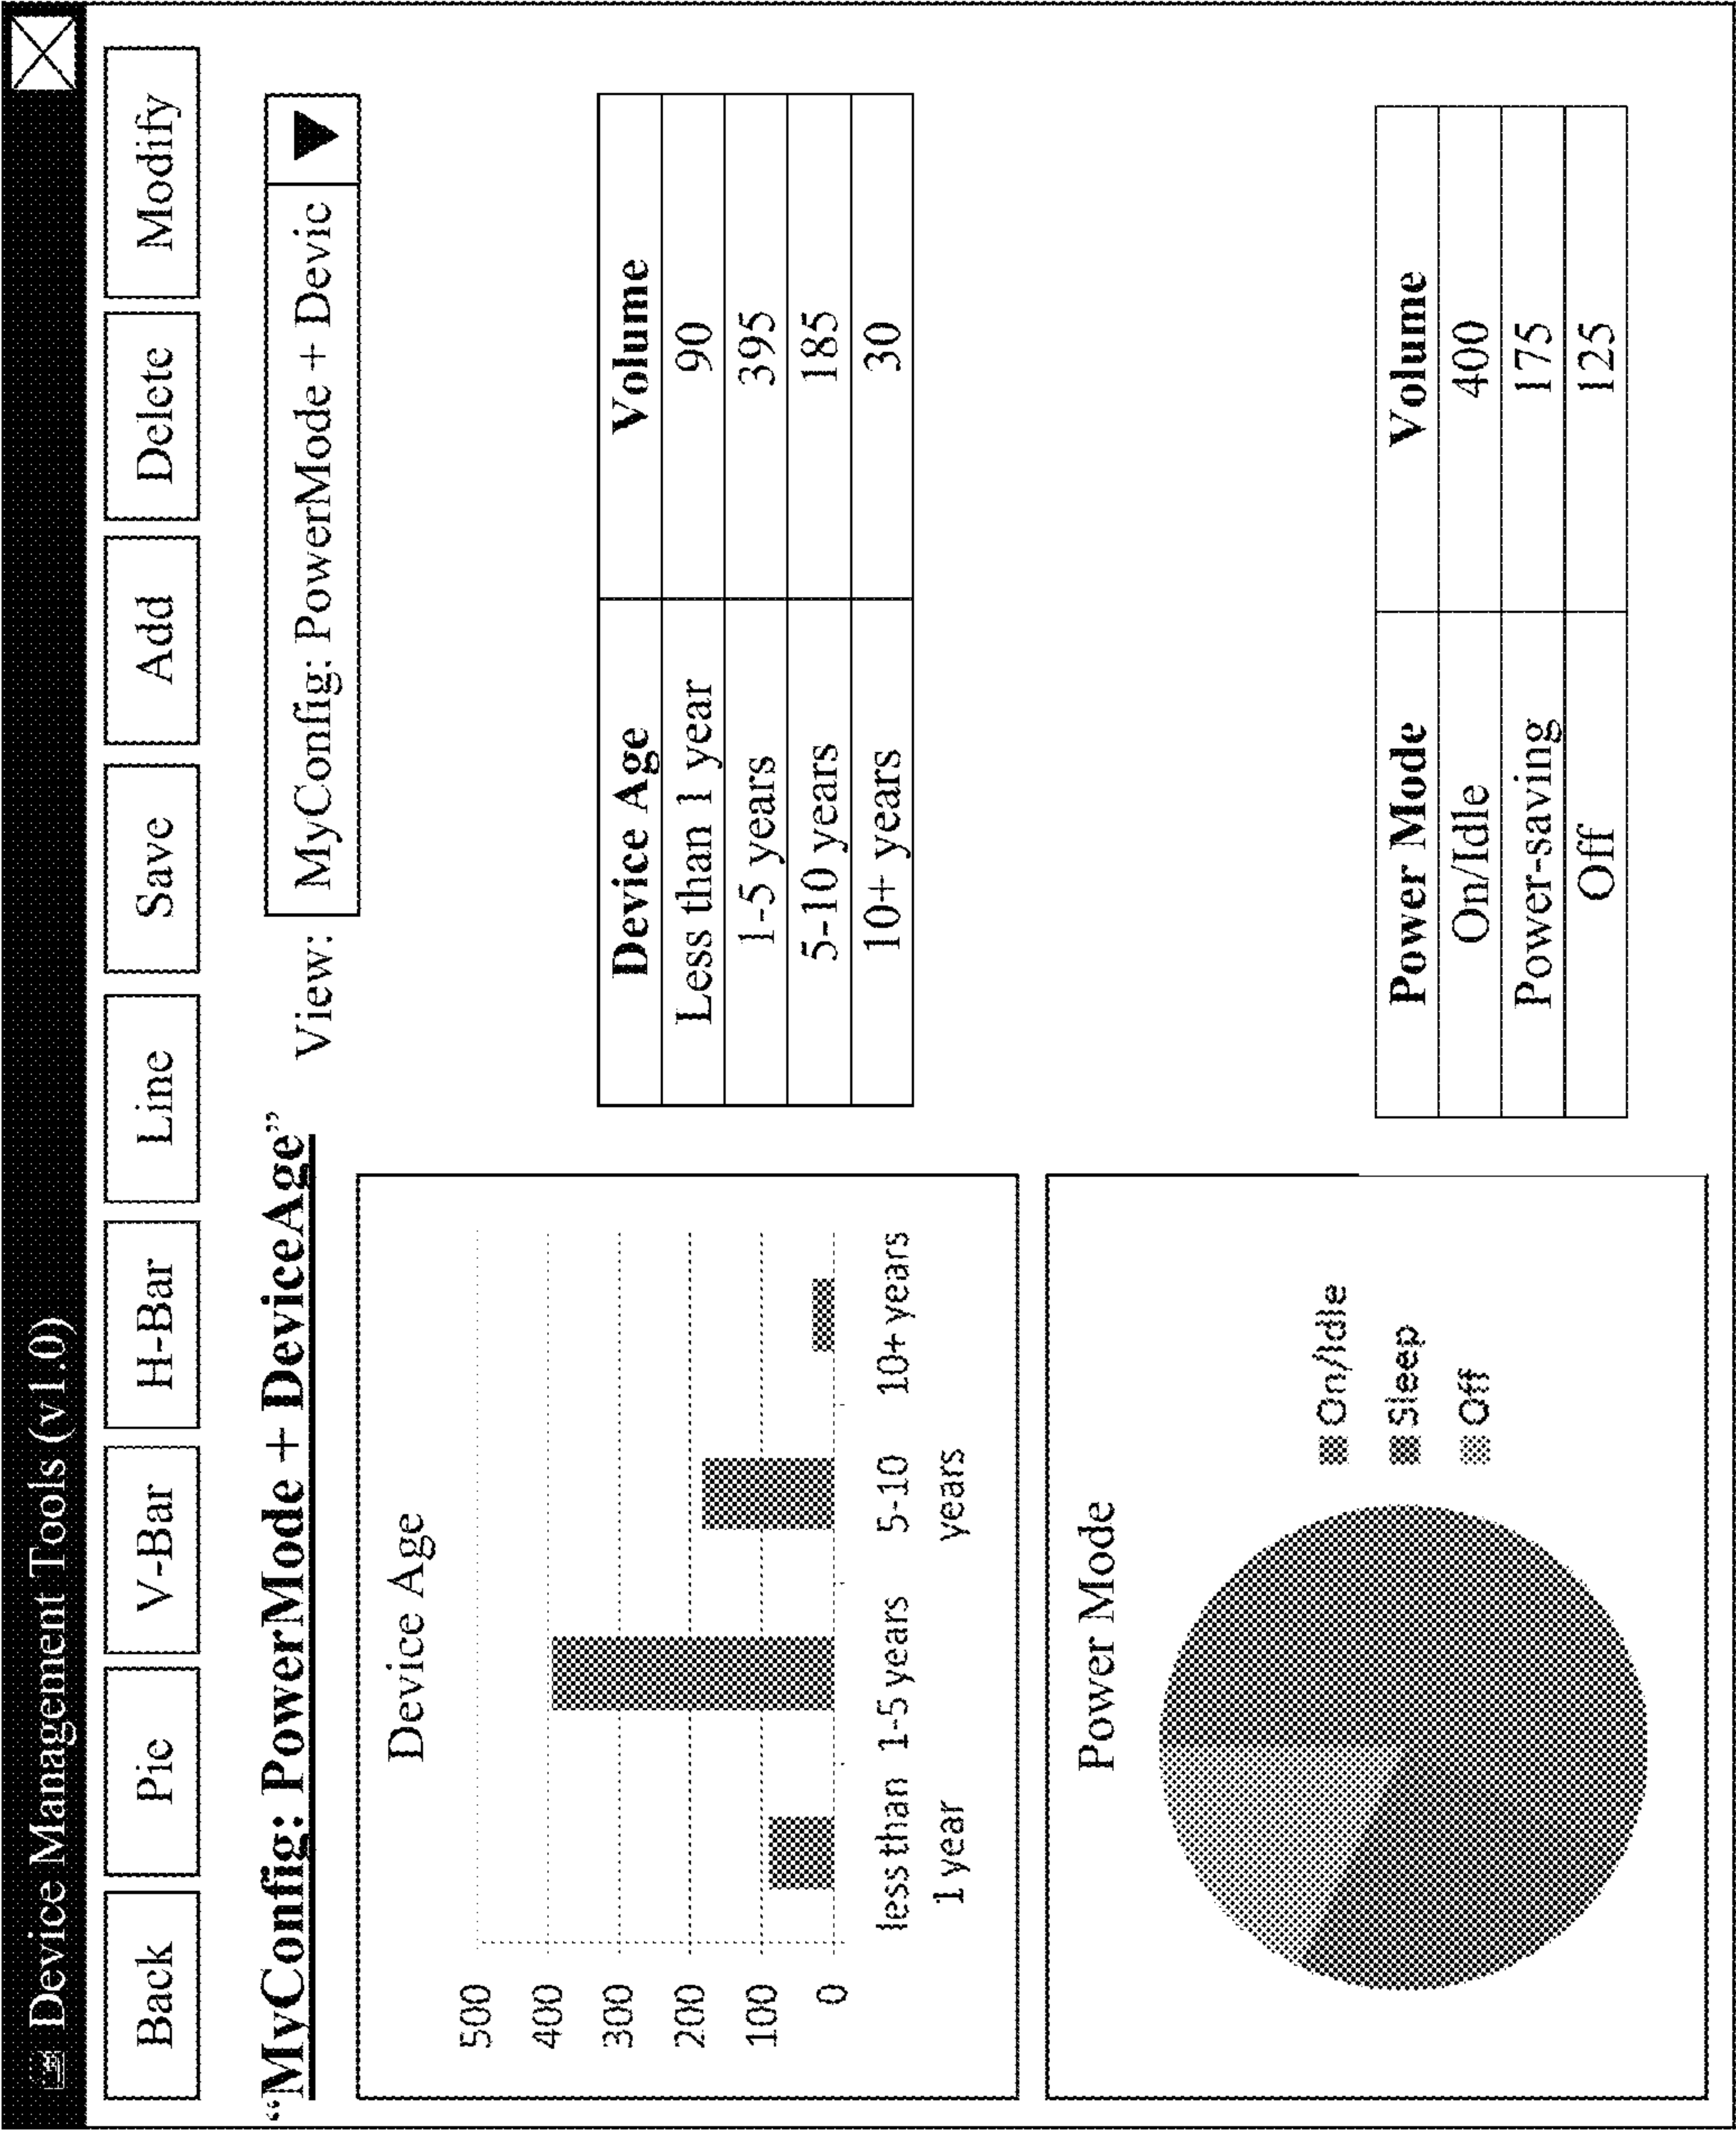 Device Management Tools (v1.0)
Back
Pie
V-Bar
H-Bar
Line
Save
Add
Delete
Modify
“MyConfig: PowerMode + DeviceAge”
View:
MyConfig: PowerMode + Devic
Device Age
500
400
300
200
100
0
less than 1 year
1-5 years
5-10 years
10+ years
Device Age Volume
Less than 1 year 90
1-5 years 395
5-10 years 185
10+ years 30
Power Mode
On/Idle
Sleep
Off
Power Mode Volume
On/Idle 400
Power-saving 175
Off 125